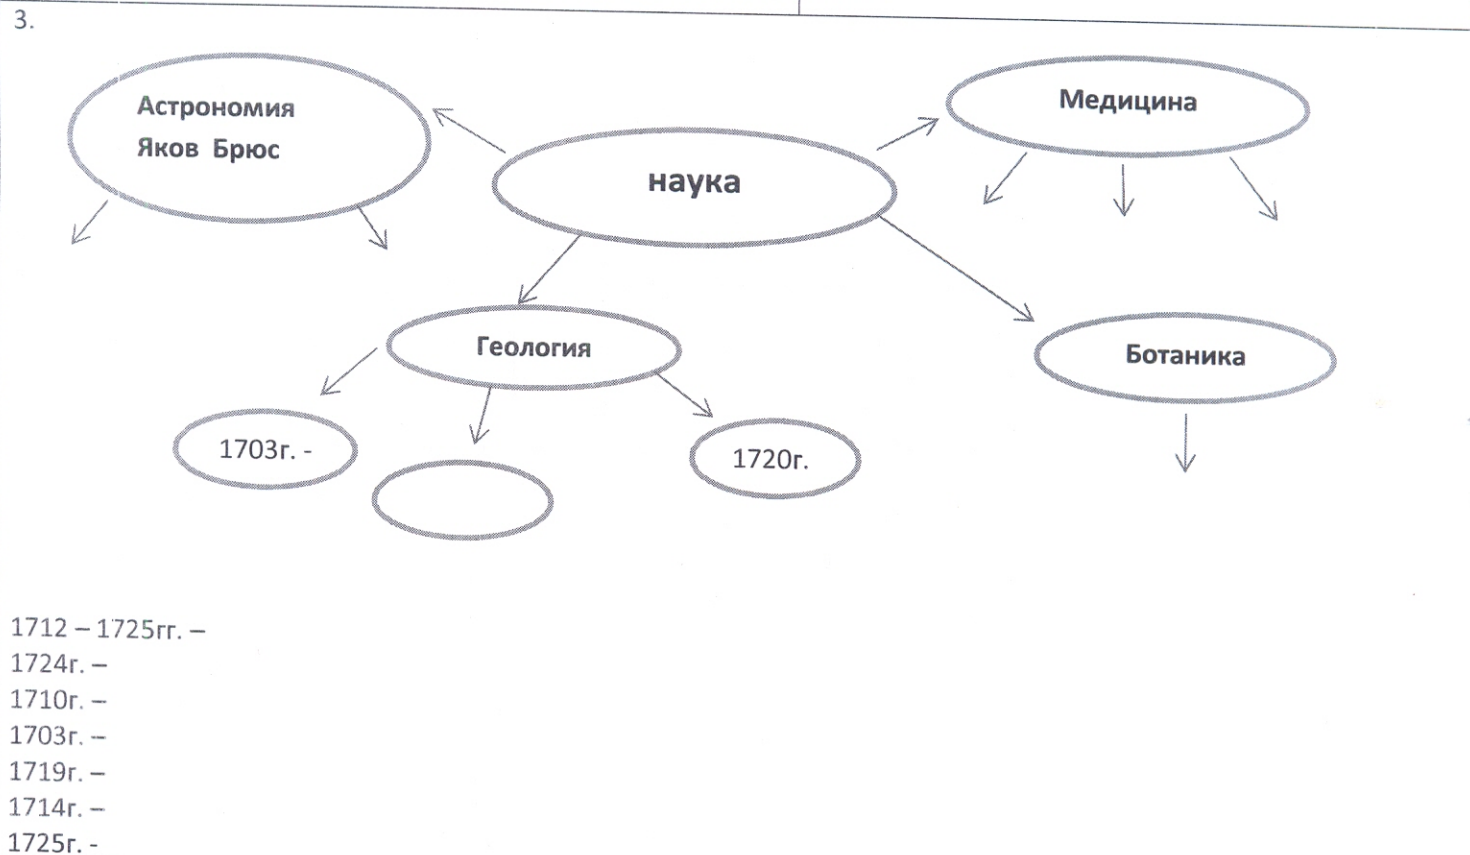 3.
Астрономия
Яков Брюс
Медицина
наука
Геология
Ботаника
1703г. -
1720г.
1712 – 1725гг. –
1724г. –
1710г. –
1703г. –
1719г. –
1714г. –
1725г. -